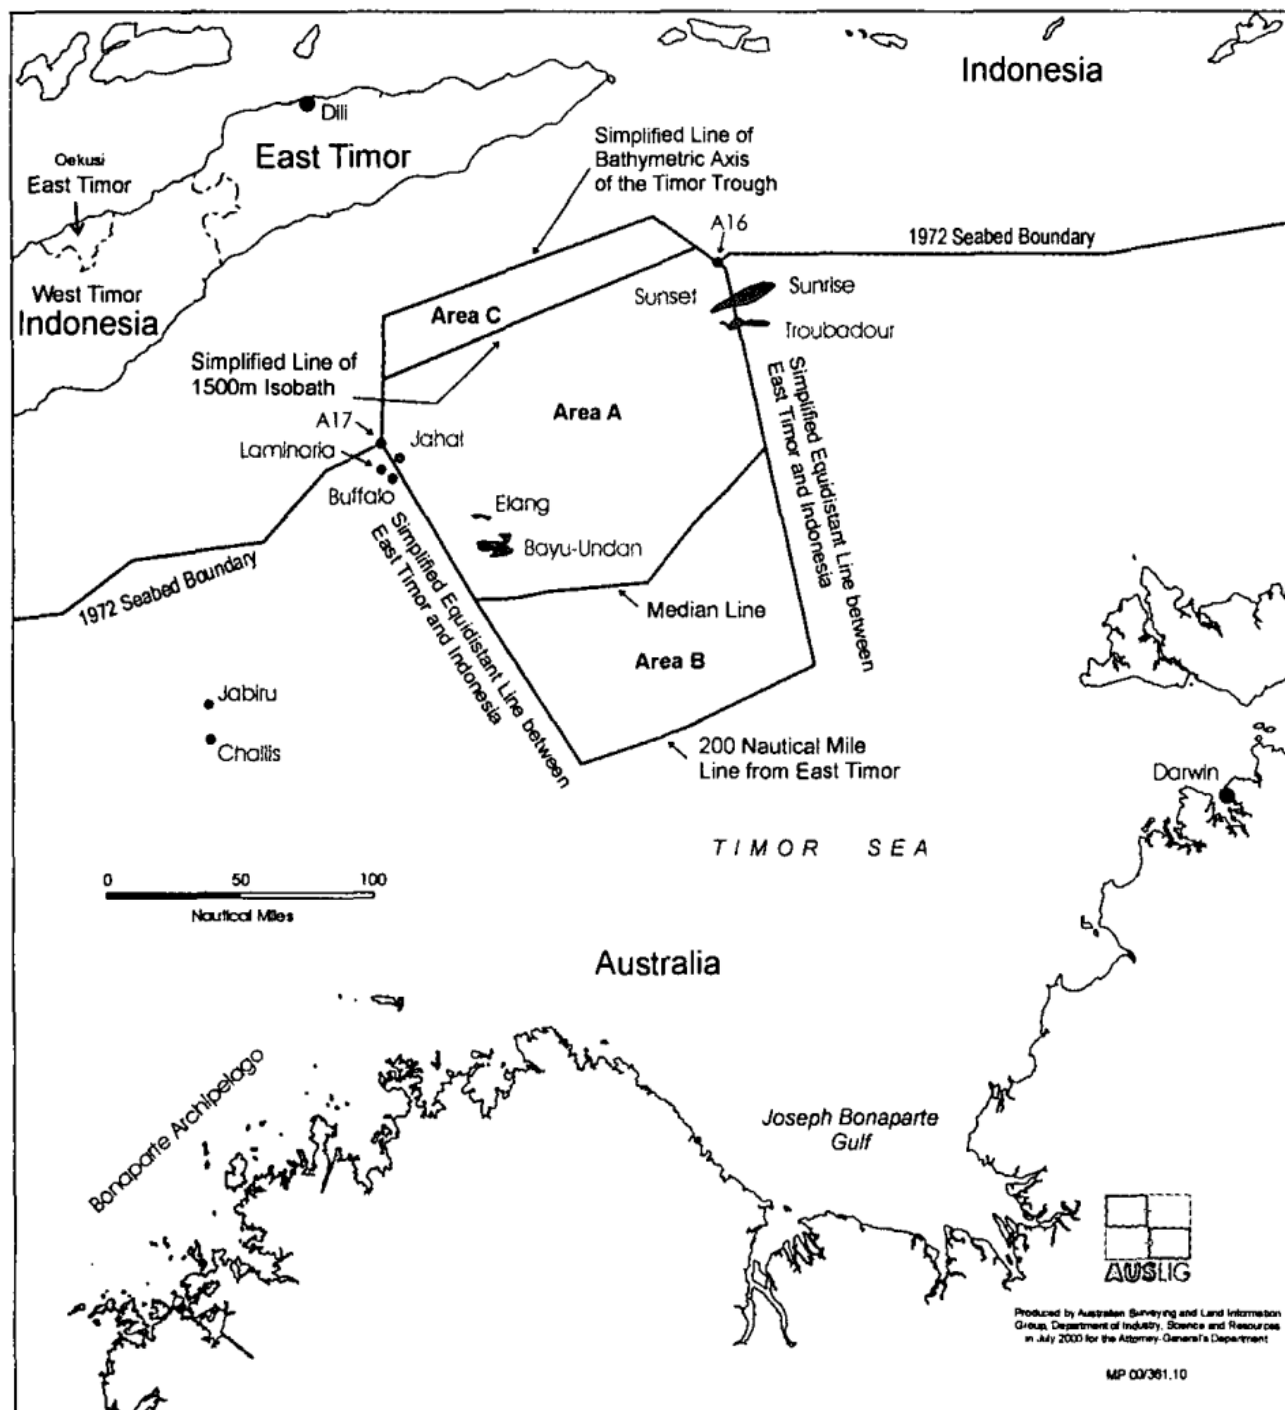 Indonesia
Dili
East Timor
Oekusi
East Timor
West Timor
Indonesia
Simplified Line of
Bathymetric Axis
of the Timor Trough
A16
1972 Seabed Boundary
Sunset
Sunrise
Troubadour
Area C
Simplified Line of
1500m Isobath
Area A
A17
Jahal
Laminaria
Buffalo
Elang
Bayu-Undan
Simplified Equidistant Line between
East Timor and Indonesia
Simplified Equidistant Line between
East Timor and Indonesia
1972 Seabed Boundary
Median Line
Area B
Jabiru
Challis
200 Nautical Mile
Line from East Timor
Darwin
TIMOR SEA
0 50 100
Nautical Miles
Australia
Bonaparte Archipelago
Joseph Bonaparte
Gulf
AUSLIG
Produced by Australian Surveying and Land Information
Group, Department of Industry, Science and Resources
in July 2000 for the Attorney-General's Department
MP 00/361.10